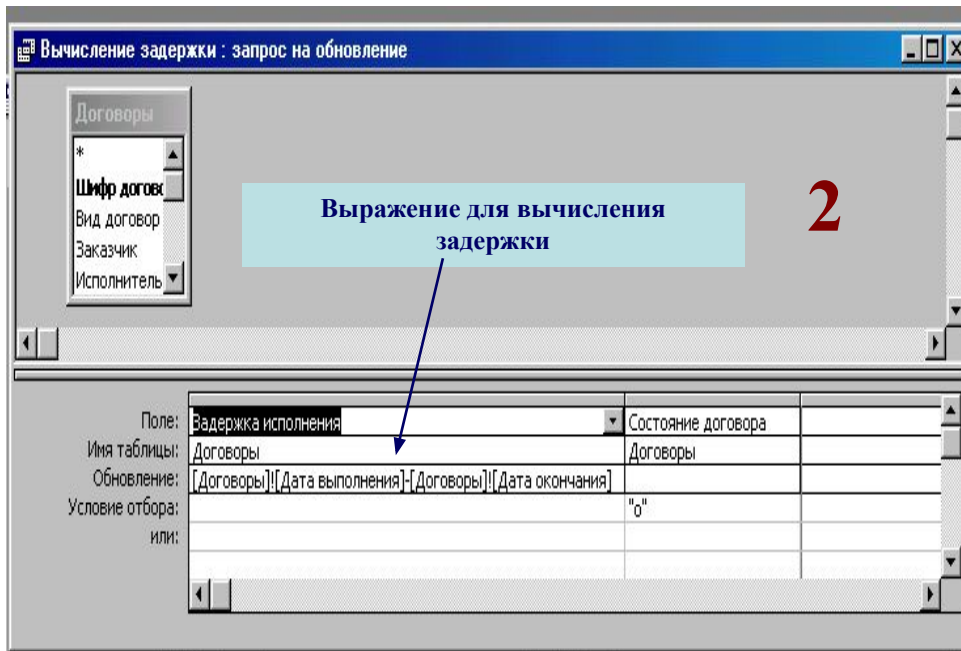 Вычисление задержки : запрос на обновление
Договоры
*
Шифр догово
Вид договор
Заказчик
Исполнитель
Выражение для вычисления
задержки
2
Поле: Задержка исполнения Состояние договора
Имя таблицы: Договоры Договоры
Обновление: [Договоры]![Дата выполнения]-[Договоры]![Дата окончания]
Условие отбора: "о"
или: